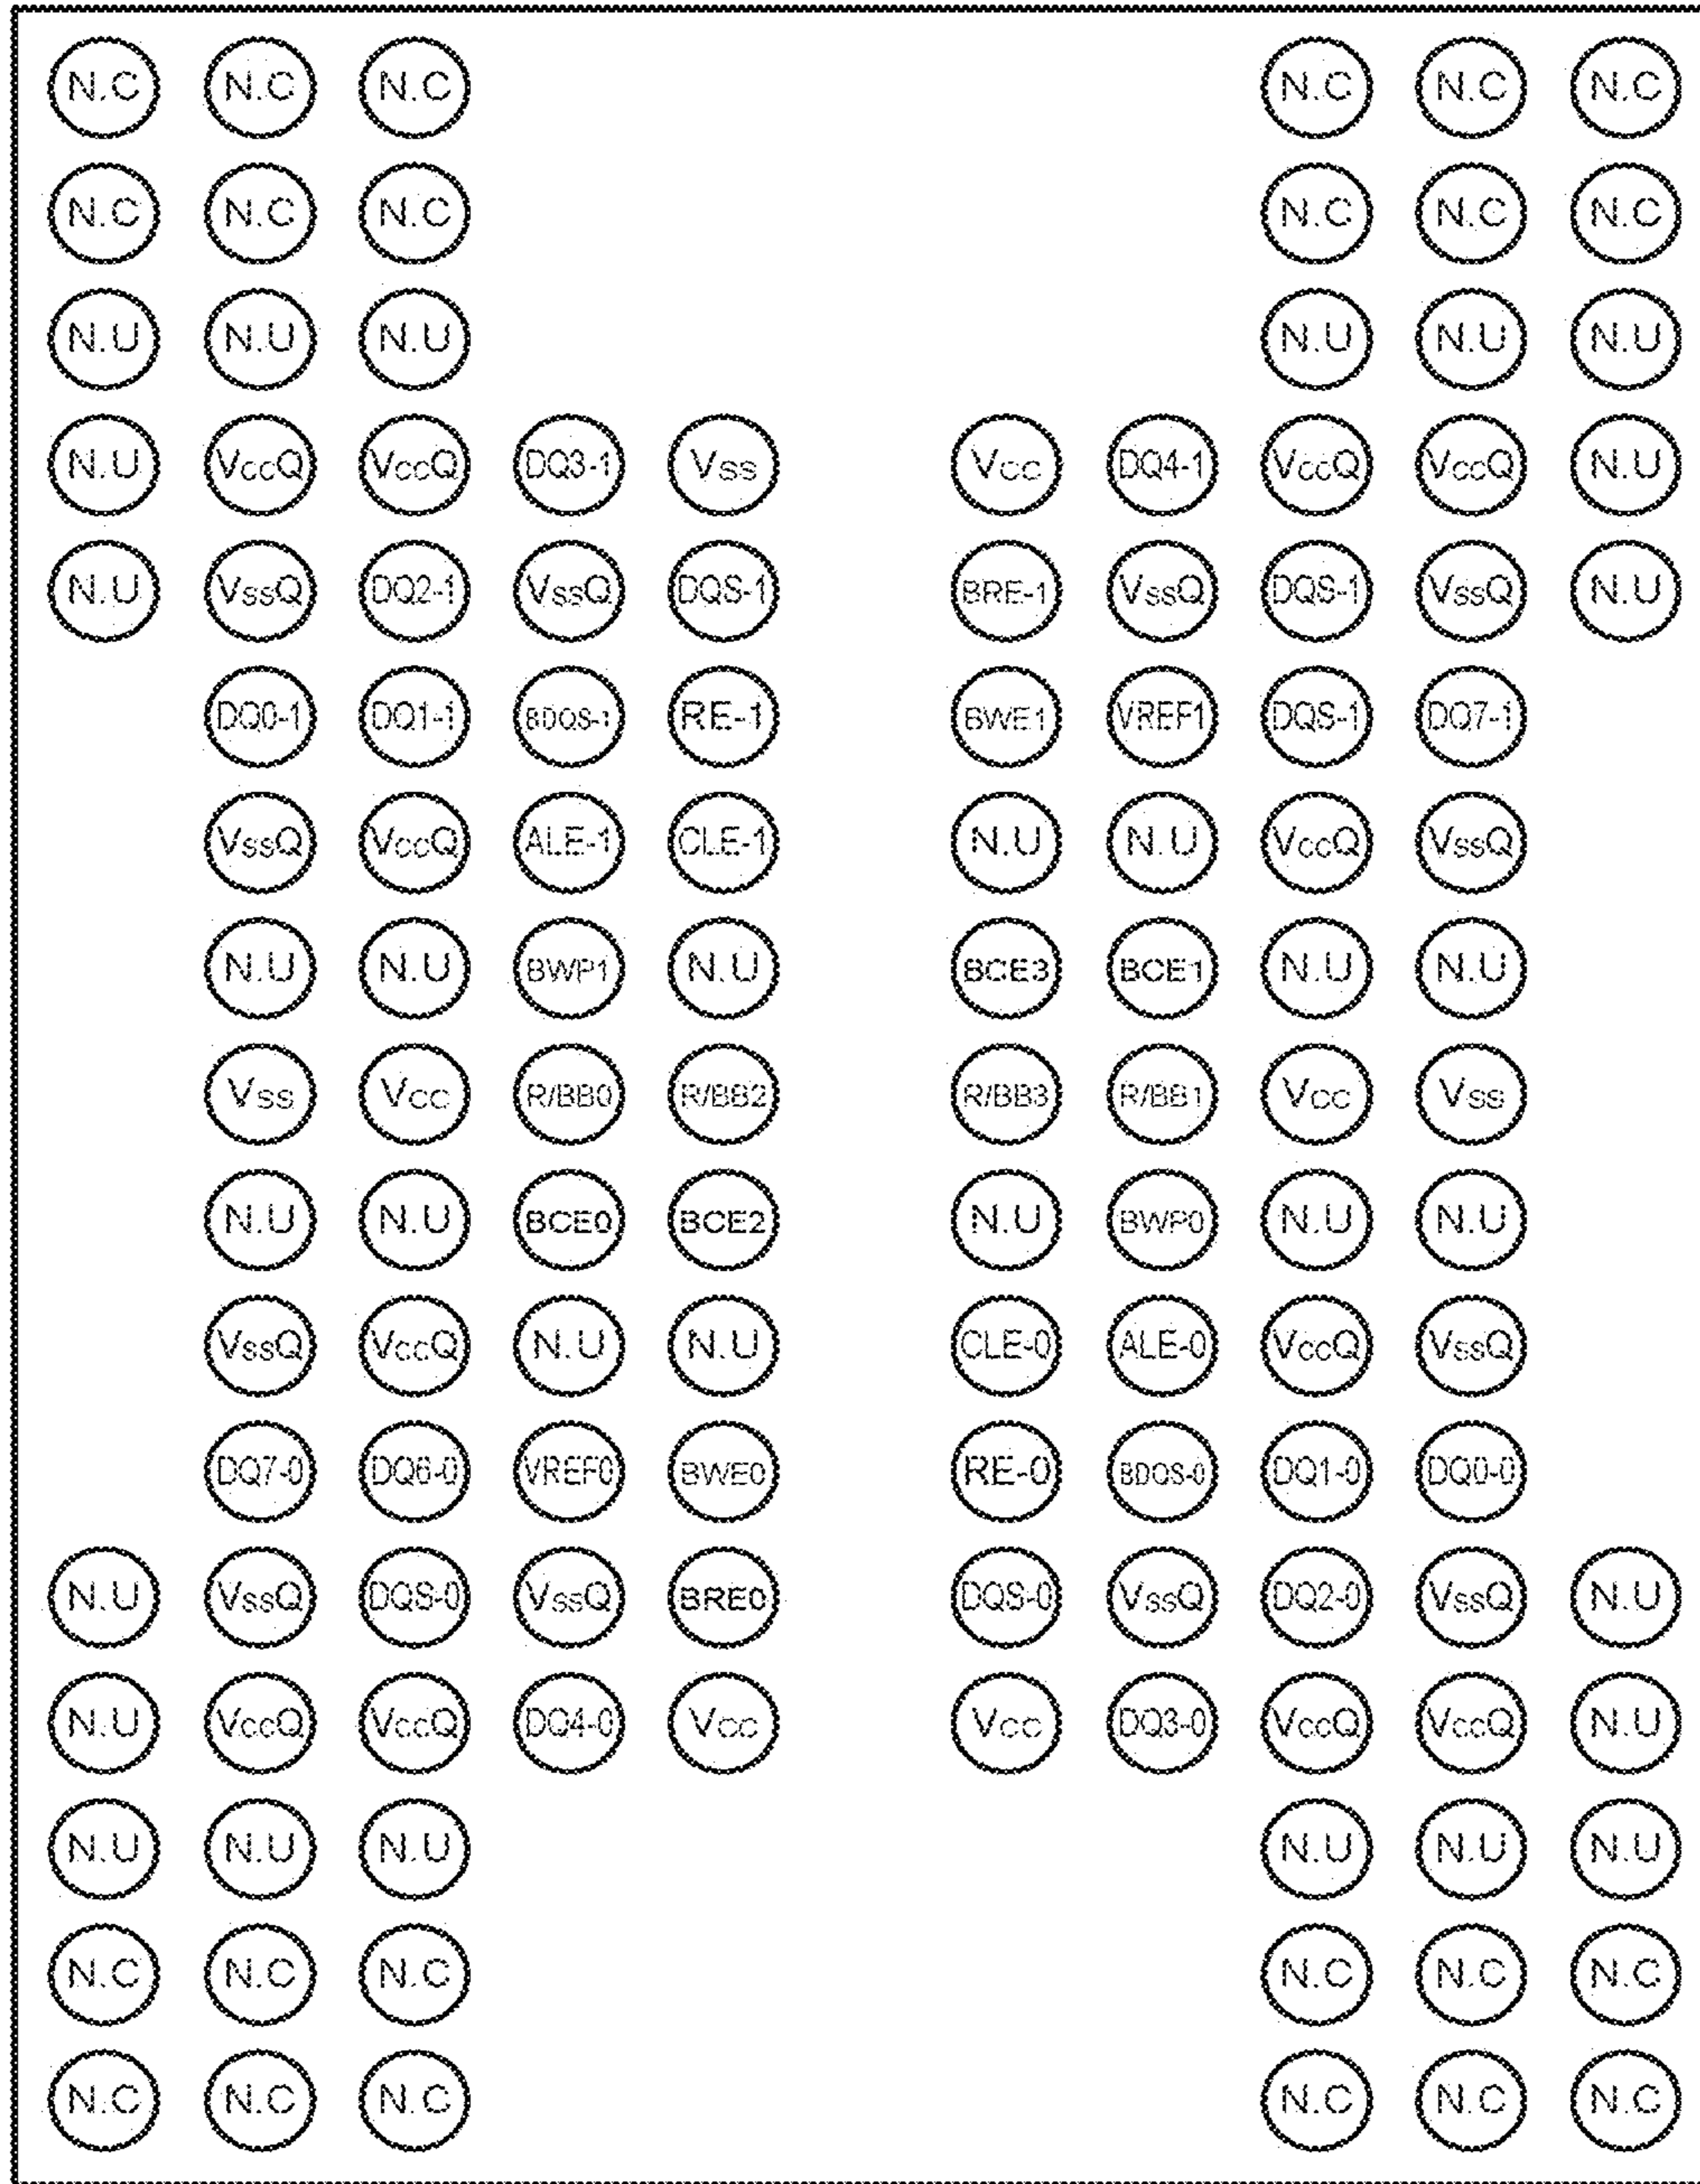 N.C N.C N.C N.C N.C N.C
N.C N.C N.C N.C N.C N.C
N.U N.U N.U N.U N.U N.U
N.U VccQ VccQ DQ3-1 Vss Vcc DQ4-1 VccQ VccQ N.U
N.U VssQ DQ2-1 VssQ DQS-1 BRE-1 VssQ DQS-1 VssQ N.U
DQ0-1 DQ1-1 BDQS-1 RE-1 BWE1 VREF1 DQS-1 DQ7-1
VssQ VccQ ALE-1 CLE-1 N.U N.U VccQ VssQ
N.U N.U BWP1 N.U BCE3 BCE1 N.U N.U
Vss Vcc R/BB0 R/BB2 R/BB3 R/BB1 Vcc Vss
N.U N.U BCE0 BCE2 N.U BWP0 N.U N.U
VssQ VccQ N.U N.U CLE-0 ALE-0 VccQ VssQ
DQ7-0 DQ6-0 VREF0 BWE0 RE-0 BDQS-0 DQ1-0 DQ0-0
N.U VssQ DQS-0 VssQ BRE0 DQS-0 VssQ DQ2-0 VssQ N.U
N.U VccQ VccQ DQ4-0 Vcc Vcc DQ3-0 VccQ VccQ N.U
N.U N.U N.U N.U N.U N.U
N.C N.C N.C N.C N.C N.C
N.C N.C N.C N.C N.C N.C